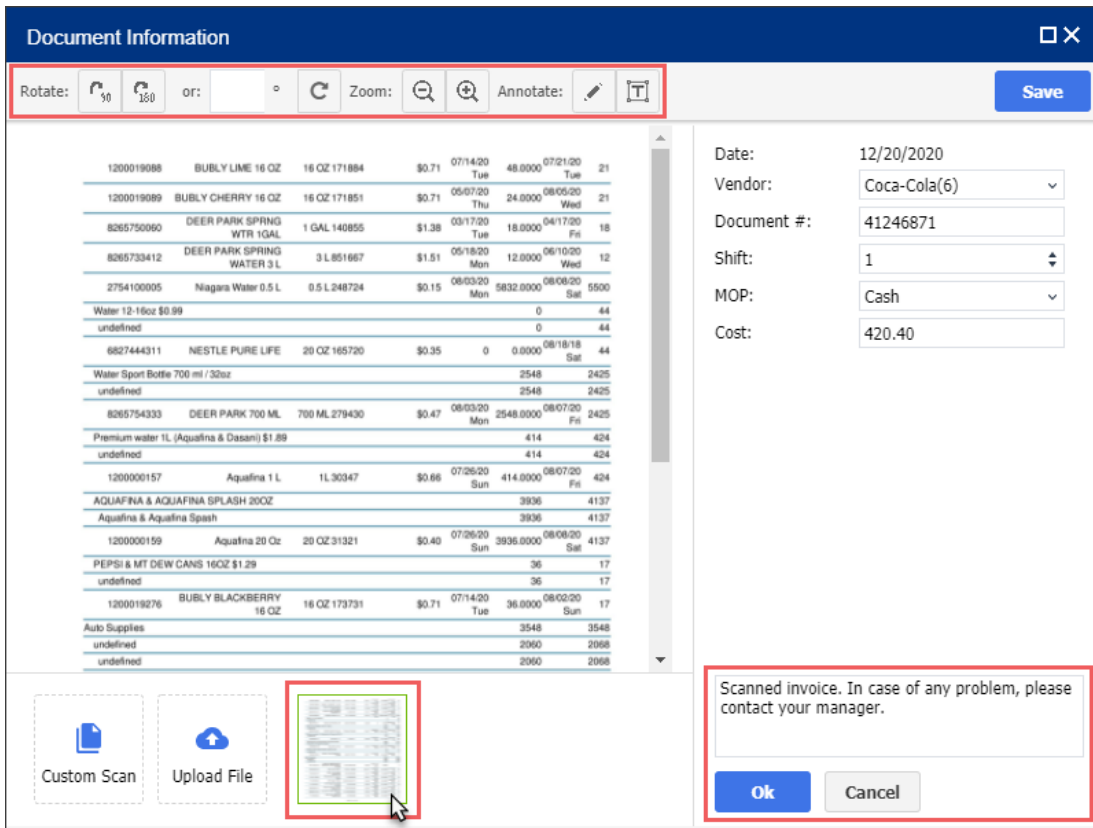 Document Information
Rotate: 90 180 or: ° Zoom: Annotate: T
Save
1200019088 BUBLY LIME 16 OZ 16 OZ 171884 $0.71 07/14/20 Tue 48.0000 07/21/20 Tue 21
1200019089 BUBLY CHERRY 16 OZ 16 OZ 171851 $0.71 05/07/20 Thu 24.0000 08/05/20 Wed 21
8265750060 DEER PARK SPRNG WTR 1GAL 1 GAL 140855 $1.38 03/17/20 Tue 18.0000 04/17/20 Fri 18
8265733412 DEER PARK SPRING WATER 3 L 3 L 851667 $1.51 05/18/20 Mon 12.0000 06/10/20 Wed 12
2754100005 Niagara Water 0.5 L 0.5 L 248724 $0.15 08/03/20 Mon 5832.0000 08/08/20 Sat 5500
Water 12-16oz $0.99 0 44
undefined 0 44
6827444311 NESTLE PURE LIFE 20 OZ 165720 $0.35 0 0.0000 08/18/18 Sat 44
Water Sport Bottle 700 ml / 32oz 2548 2425
undefined 2548 2425
8265754333 DEER PARK 700 ML 700 ML 279430 $0.47 08/03/20 Mon 2548.0000 08/07/20 Fri 2425
Premium water 1L (Aquafina & Dasani) $1.89 414 424
undefined 414 424
1200000157 Aquafina 1 L 1L 30347 $0.66 07/26/20 Sun 414.0000 08/07/20 Fri 424
AQUAFINA & AQUAFINA SPLASH 20OZ 3936 4137
Aquafina & Aquafina Spash 3936 4137
1200000159 Aquafina 20 Oz 20 OZ 31321 $0.40 07/26/20 Sun 3936.0000 08/08/20 Sat 4137
PEPSI & MT DEW CANS 16OZ $1.29 36 17
undefined 36 17
1200019276 BUBLY BLACKBERRY 16 OZ 16 OZ 173731 $0.71 07/14/20 Tue 36.0000 08/02/20 Sun 17
Auto Supplies 3548 3548
undefined 2060 2068
undefined 2060 2068
Date: 12/20/2020
Vendor: Coca-Cola(6)
Document #: 41246871
Shift: 1
MOP: Cash
Cost: 420.40
Custom Scan
Upload File
Scanned invoice. In case of any problem, please
contact your manager.
Ok
Cancel